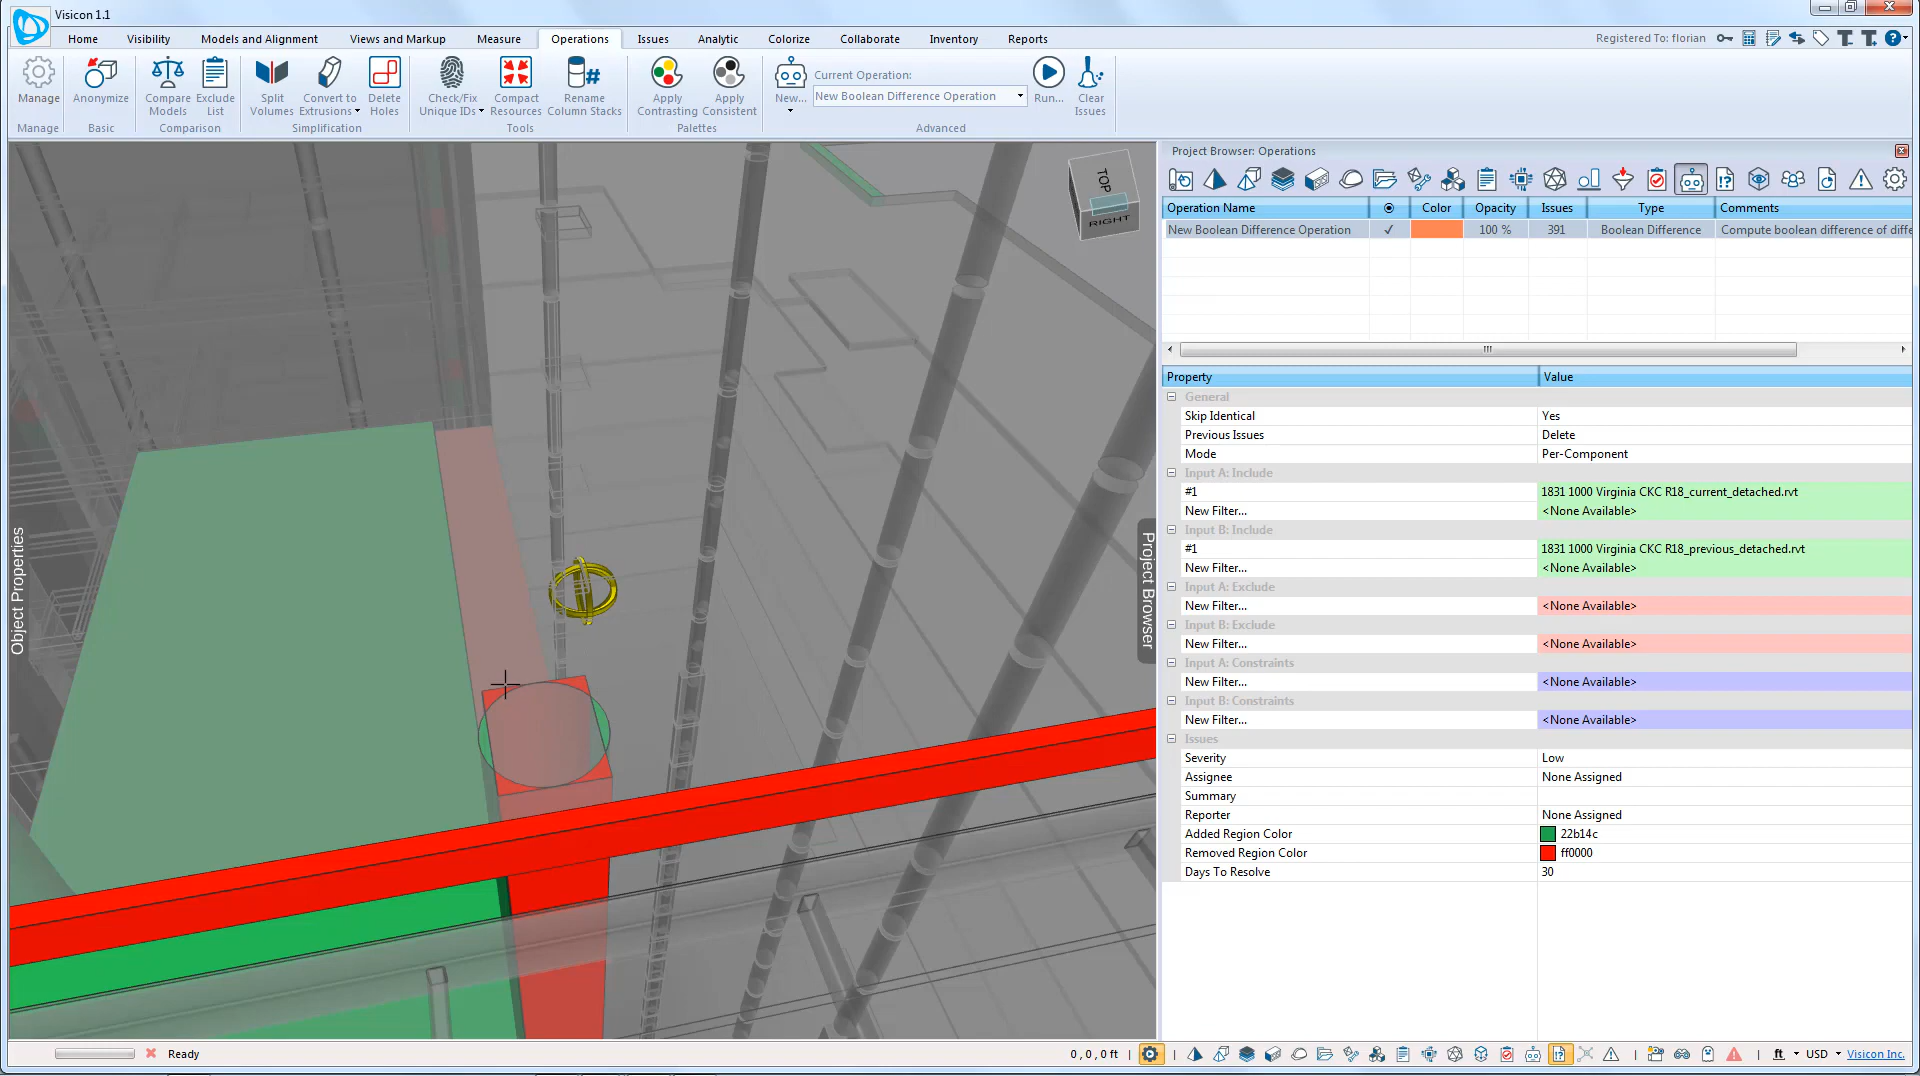 Visicon 1.1
Home Visibility Models and Alignment Views and Markup Measure Operations Issues Analytic Colorize Collaborate Inventory Reports Registered To: florian
Manage Anonymize Compare Models Exclude List Split Volumes Convert to Extrusions Delete Holes Check/Fix Unique IDs Compact Resources Rename Column Stacks Apply Contrasting Apply Consistent New... Current Operation: New Boolean Difference Operation Run... Clear Issues
Manage Basic Comparison Simplification Tools Palettes Advanced
TOP
RIGHT
Object Properties
Project Browser
Project Browser: Operations
Operation Name Color Opacity Issues Type Comments
New Boolean Difference Operation ✓ 100 % 391 Boolean Difference Compute boolean difference of diffe
Property Value
General
Skip Identical Yes
Previous Issues Delete
Mode Per-Component
Input A: Include
#1 1831 1000 Virginia CKC R18_current_detached.rvt
New Filter... <None Available>
Input B: Include
#1 1831 1000 Virginia CKC R18_previous_detached.rvt
New Filter... <None Available>
Input A: Exclude
New Filter... <None Available>
Input B: Exclude
New Filter... <None Available>
Input A: Constraints
New Filter... <None Available>
Input B: Constraints
New Filter... <None Available>
Issues
Severity Low
Assignee None Assigned
Summary
Reporter None Assigned
Added Region Color 22b14c
Removed Region Color ff0000
Days To Resolve 30
Ready 0 , 0 , 0 ft ft USD Visicon Inc.